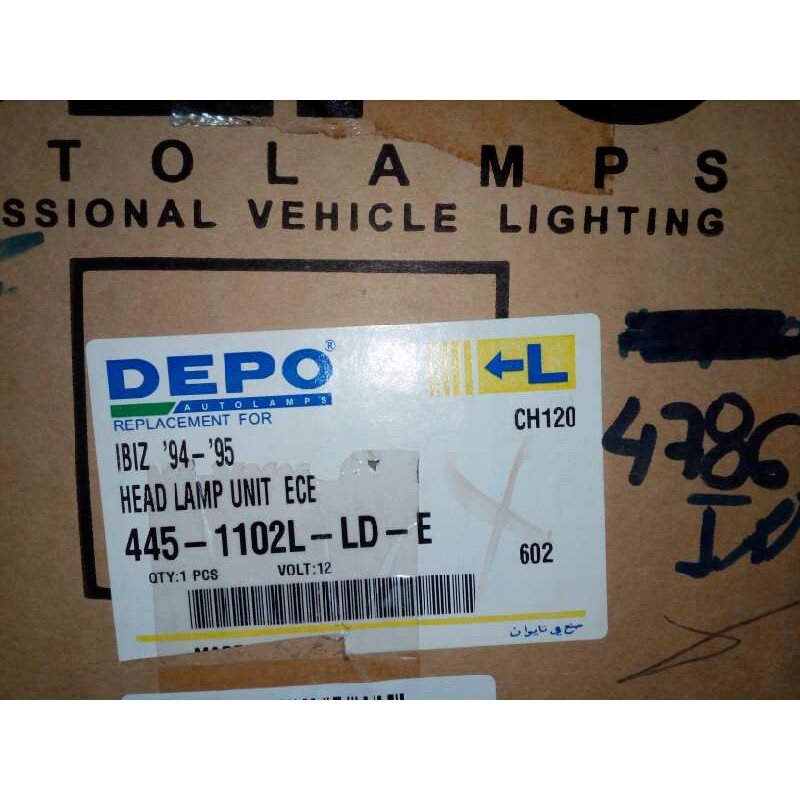 TOLAMPS
SSIONAL VEHICLE LIGHTING
DEPO®
AUTOLAMPS
←L
REPLACEMENT FOR
CH120
IBIZ '94-'95
HEAD LAMP UNIT ECE
445-1102L-LD-E
QTY:1 PCS VOLT:12
602
صنع في تايوان
4786